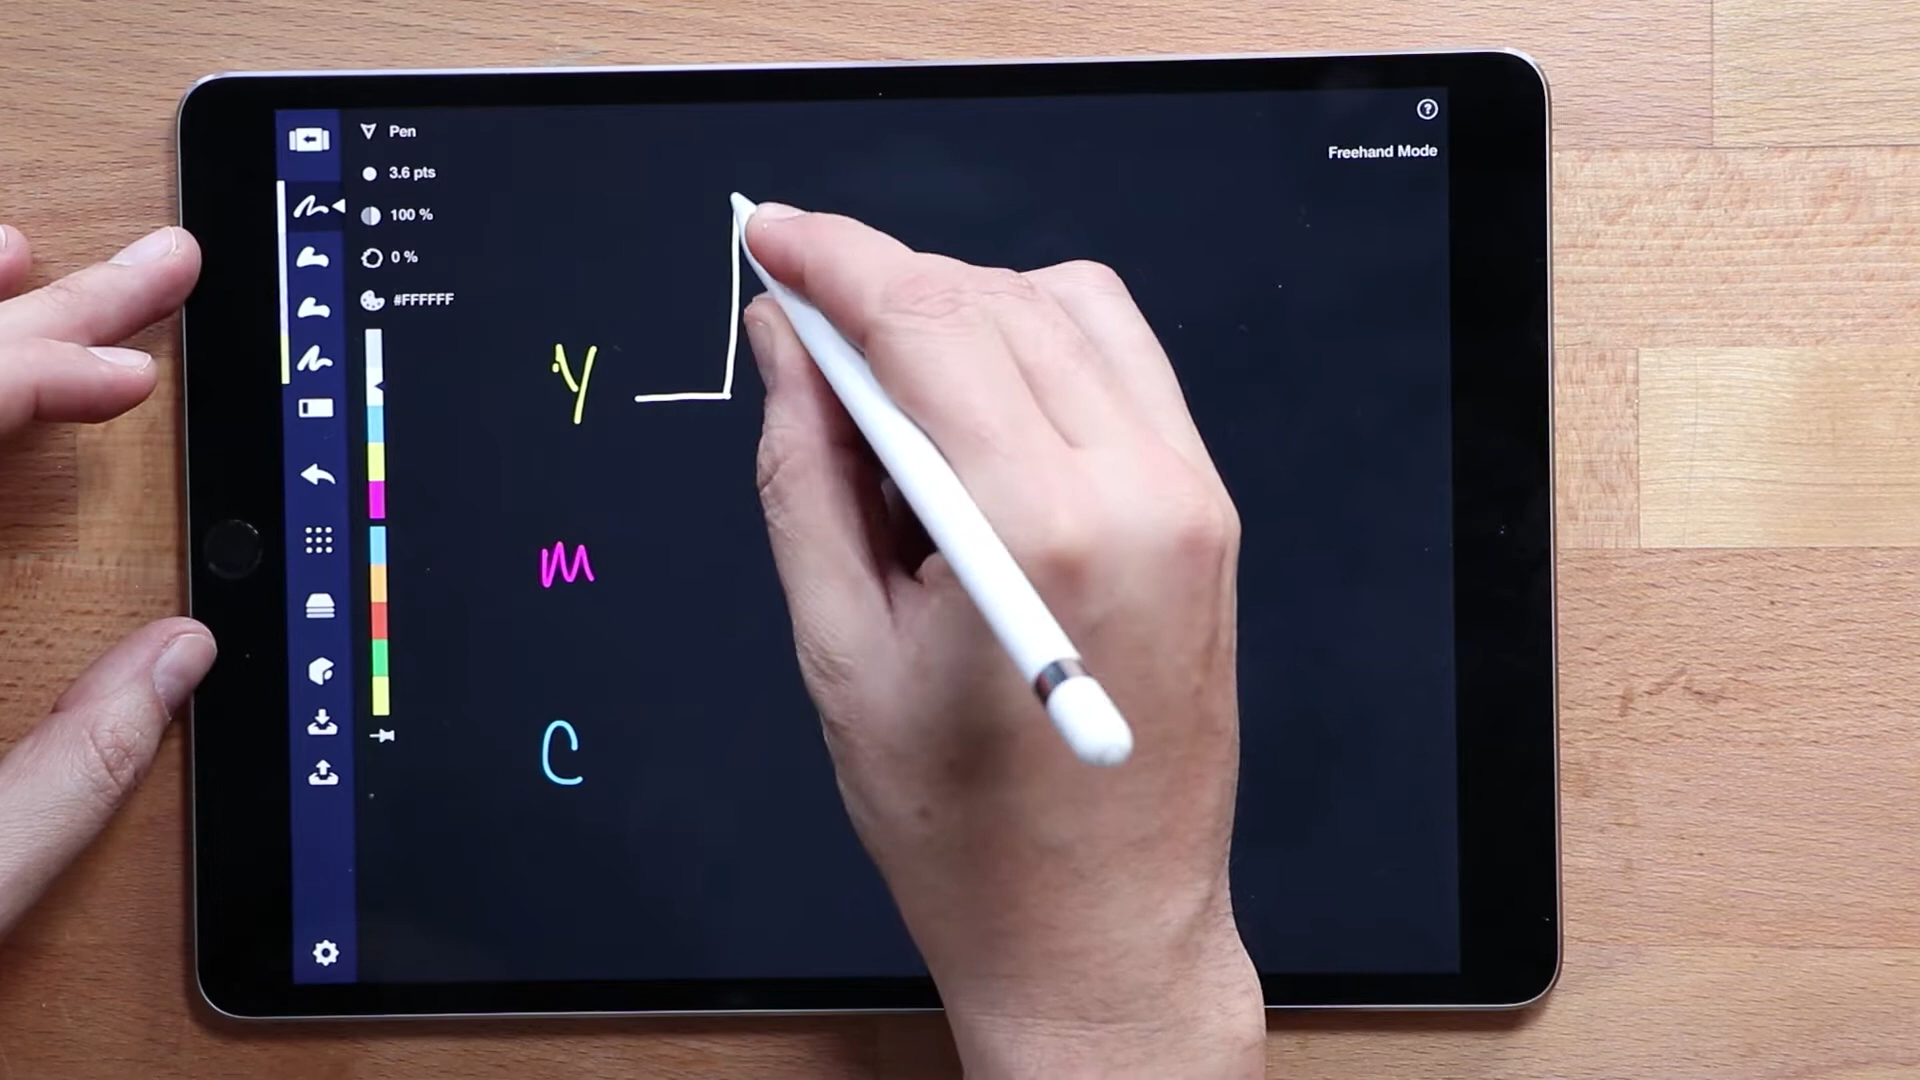 Pen
3.6 pts
100 %
0 %
#FFFFFF
Freehand Mode
?
Y
M
C